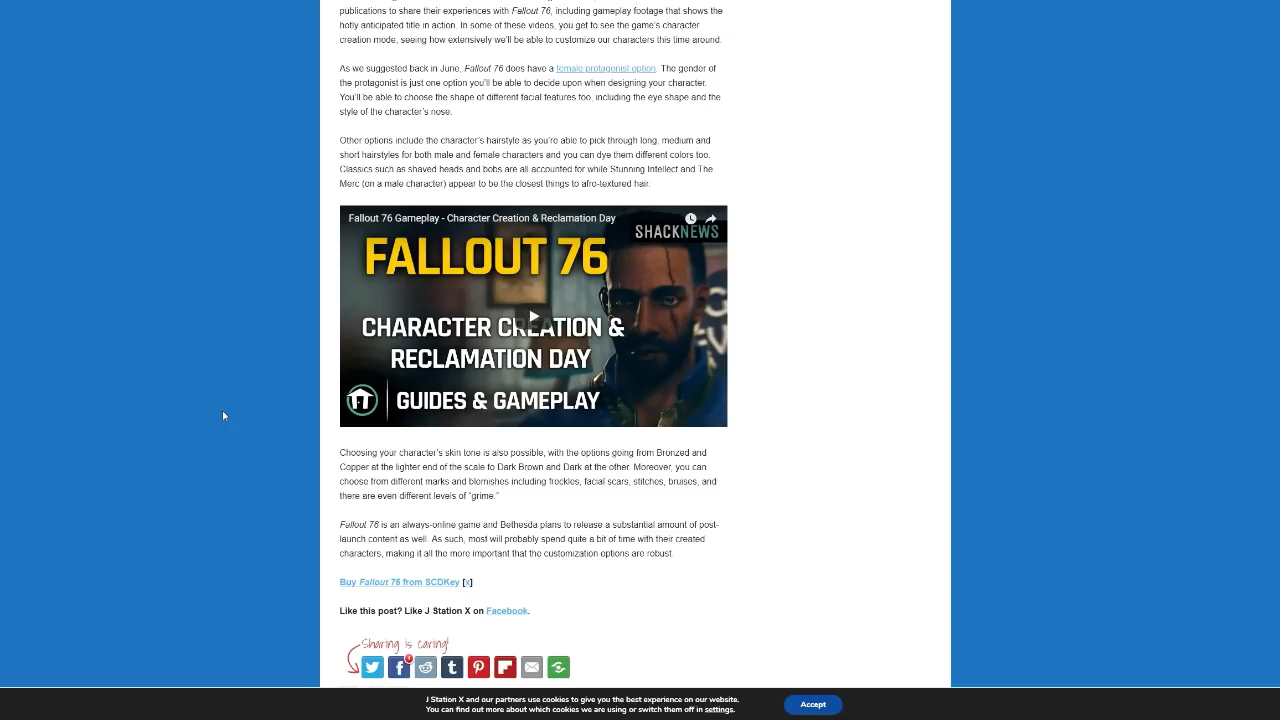 publications to share their experiences with Fallout 76, including gameplay footage that shows the
hotly anticipated title in action. In some of these videos, you get to see the game's character
creation mode, seeing how extensively we'll be able to customize our characters this time around.
As we suggested back in June, Fallout 76 does have a female protagonist option. The gender of
the protagonist is just one option you'll be able to decide upon when designing your character.
You'll be able to choose the shape of different facial features too, including the eye shape and the
style of the character's nose.
Other options include the character's hairstyle as you're able to pick through long, medium and
short hairstyles for both male and female characters and you can dye them different colors too.
Classics such as shaved heads and bobs are all accounted for while Stunning Intellect and The
Merc (on a male character) appear to be the closest things to afro-textured hair.
Fallout 76 Gameplay - Character Creation & Reclamation Day
SHACKNEWS
FALLOUT 76
CHARACTER CREATION &
RECLAMATION DAY
GUIDES & GAMEPLAY
Choosing your character's skin tone is also possible, with the options going from Bronzed and
Copper at the lighter end of the scale to Dark Brown and Dark at the other. Moreover, you can
choose from different marks and blemishes including freckles, facial scars, stitches, bruises, and
there are even different levels of "grime."
Fallout 76 is an always-online game and Bethesda plans to release a substantial amount of post-
launch content as well. As such, most will probably spend quite a bit of time with their created
characters, making it all the more important that the customization options are robust.
Buy Fallout 76 from SCDKey [x]
Like this post? Like J Station X on Facebook.
Sharing is caring!
J Station X and our partners use cookies to give you the best experience on our website.
You can find out more about which cookies we are using or switch them off in settings.
Accept